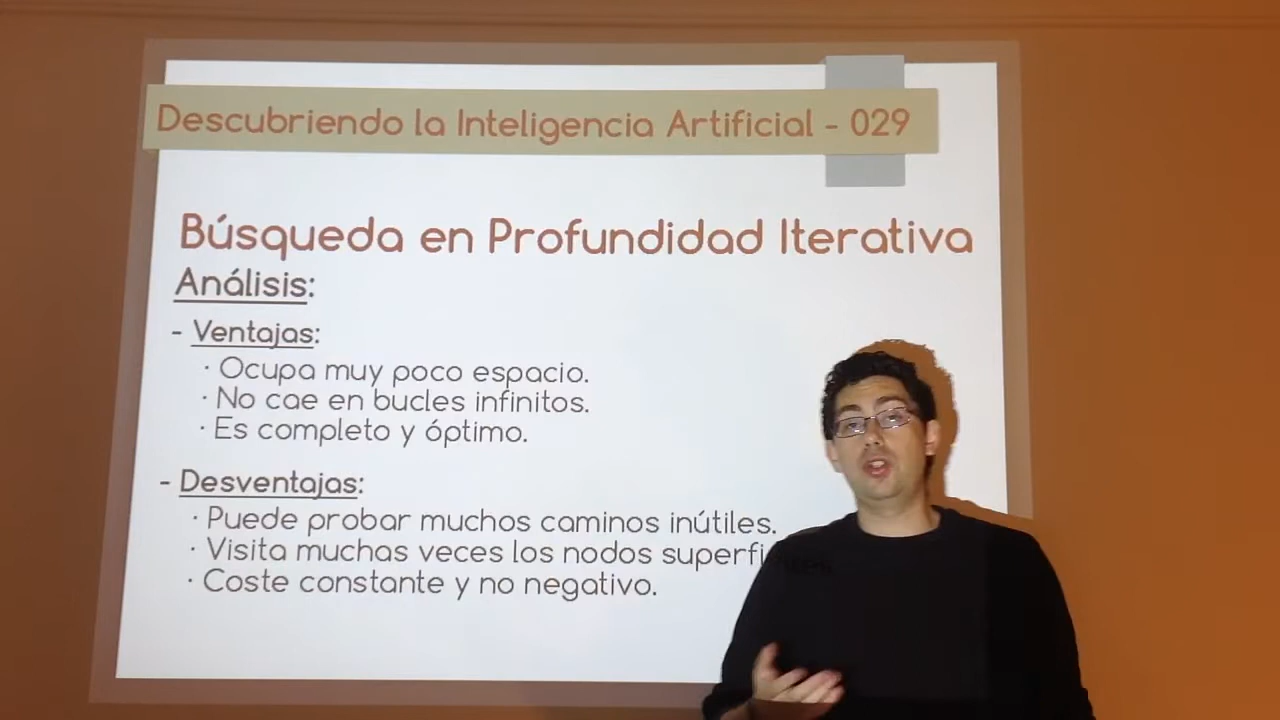 Descubriendo la Inteligencia Artificial - 029
Búsqueda en Profundidad Iterativa
Análisis:
- Ventajas:
· Ocupa muy poco espacio.
· No cae en bucles infinitos.
· Es completo y óptimo.
- Desventajas:
· Puede probar muchos caminos inútiles.
· Visita muchas veces los nodos
· Coste constante y no negativo.